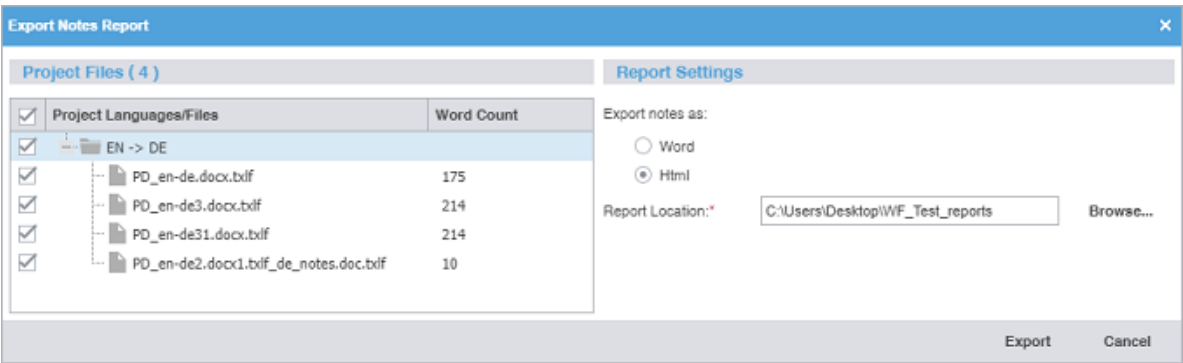 Export Notes Report
Project Files ( 4 )
Project Languages/Files Word Count
EN -> DE
PD_en-de.docx.txlf 175
PD_en-de3.docx.txlf 214
PD_en-de31.docx.txlf 214
PD_en-de2.docx1.txlf_de_notes.doc.txlf 10
Report Settings
Export notes as:
Word
Html
Report Location:* C:\Users\Desktop\WF_Test_reports Browse...
Export Cancel